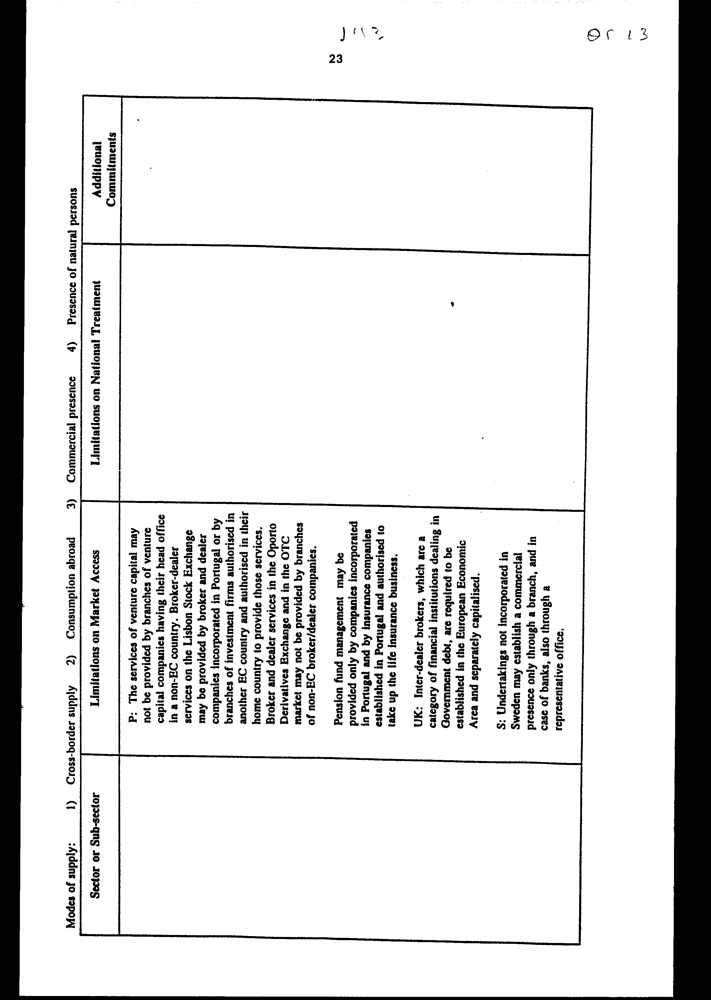 23
Modes of supply: 1) Cross-border supply 2) Consumption abroad 3) Commercial presence 4) Presence of natural persons
Sector or Sub-sector
Limitations on Market Access
Limitations on National Treatment
Additional
Commitments
P: The services of venture capital may
not be provided by branches of venture
capital companies having their head office
in a non-EC country. Broker-dealer
services on the Lisbon Stock Exchange
may be provided by broker and dealer
companies incorporated in Portugal or by
branches of investment firms authorised in
another EC country and authorised in their
home country to provide those services.
Broker and dealer services in the Oporto
Derivatives Exchange and in the OTC
market may not be provided by branches
of non-EC broker/dealer companies.
Pension fund management may be
provided only by companies incorporated
in Portugal and by insurance companies
established in Portugal and authorised to
take up the life insurance business.
UK: Inter-dealer brokers, which are a
category of financial institutions dealing in
Government debt, are required to be
established in the European Economic
Area and separately capitalised.
S: Undertakings not incorporated in
Sweden may establish a commercial
presence only through a branch, and in
case of banks, also through a
representative office.